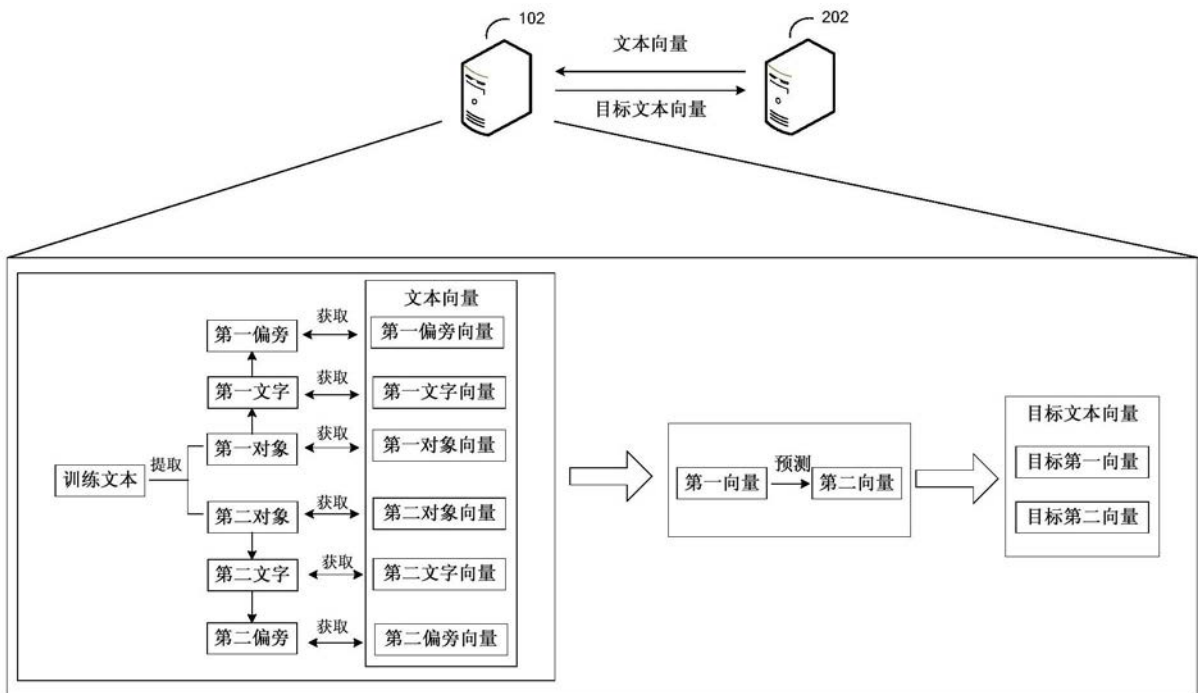 102
202
文本向量
目标文本向量
文本向量
获取
第一偏旁
第一偏旁向量
获取
第一文字
第一文字向量
获取
第一对象
第一对象向量
提取
训练文本
获取
第二对象
第二对象向量
获取
第二文字
第二文字向量
获取
第二偏旁
第二偏旁向量
第一向量
预测
第二向量
目标文本向量
目标第一向量
目标第二向量